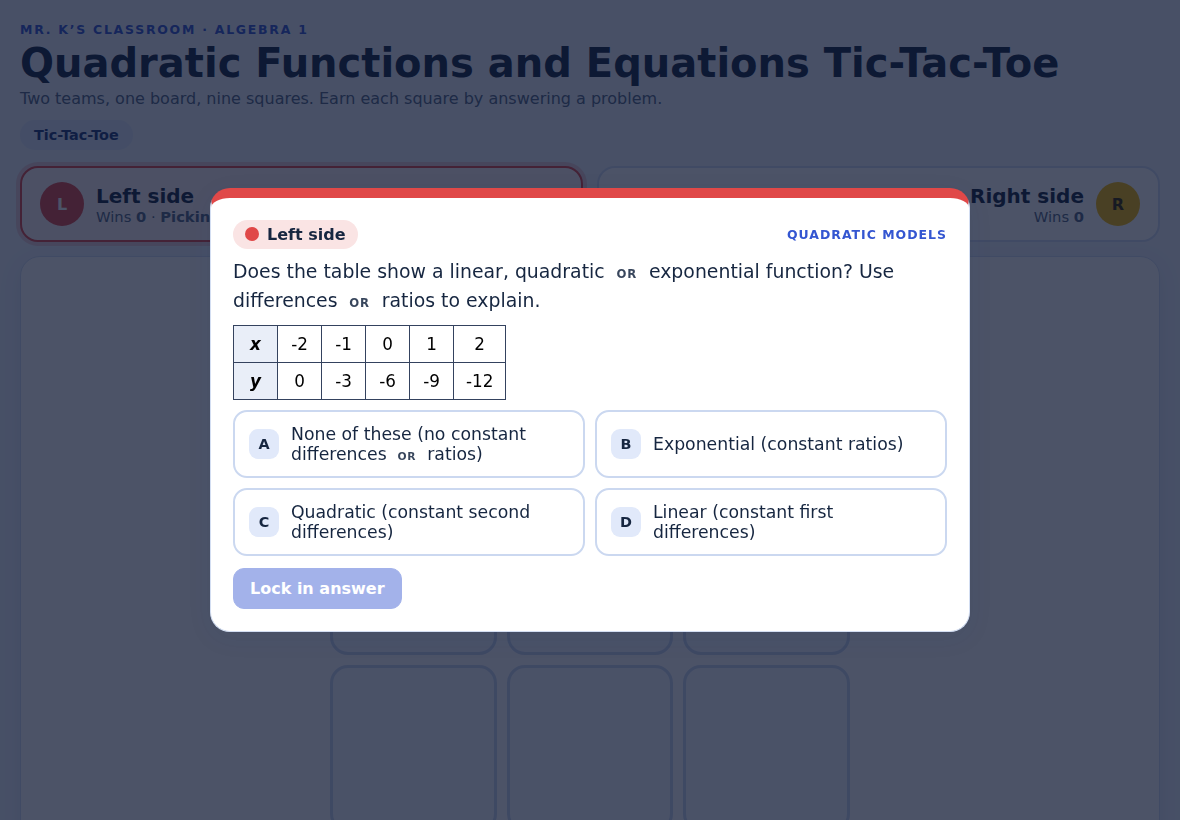 MR. K'S CLASSROOM · ALGEBRA 1
Quadratic Functions and Equations Tic-Tac-Toe
Two teams, one board, nine squares. Earn each square by answering a problem.
Tic-Tac-Toe
L
Left side
Wins 0 · Pickin
Right side
Wins 0
R
Left side
QUADRATIC MODELS
Does the table show a linear, quadratic OR exponential function? Use
differences OR ratios to explain.
x -2 -1 0 1 2
y 0 -3 -6 -9 -12
A
None of these (no constant
differences OR ratios)
B
Exponential (constant ratios)
C
Quadratic (constant second
differences)
D
Linear (constant first
differences)
Lock in answer